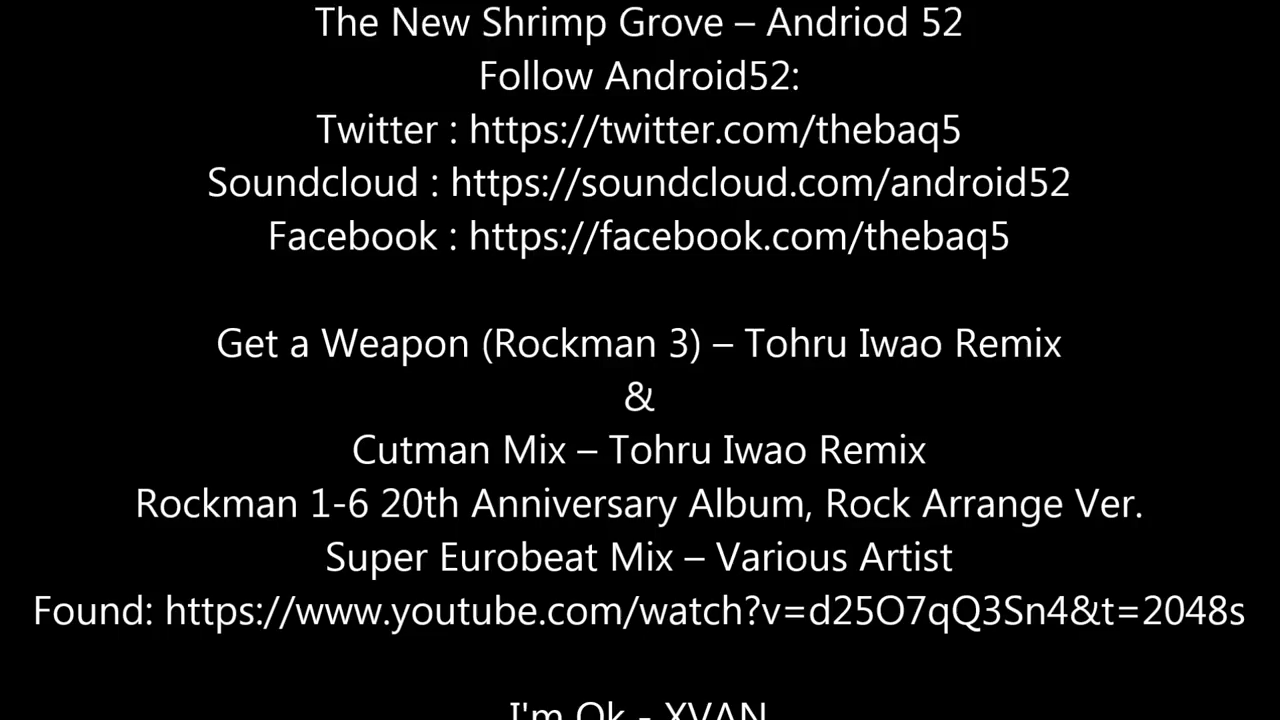 The New Shrimp Grove – Andriod 52
Follow Android52:
Twitter : https://twitter.com/thebaq5
Soundcloud : https://soundcloud.com/android52
Facebook : https://facebook.com/thebaq5
Get a Weapon (Rockman 3) – Tohru Iwao Remix
&
Cutman Mix – Tohru Iwao Remix
Rockman 1-6 20th Anniversary Album, Rock Arrange Ver.
Super Eurobeat Mix – Various Artist
Found: https://www.youtube.com/watch?v=d25O7qQ3Sn4&t=2048s
I'm Ok - XVAN